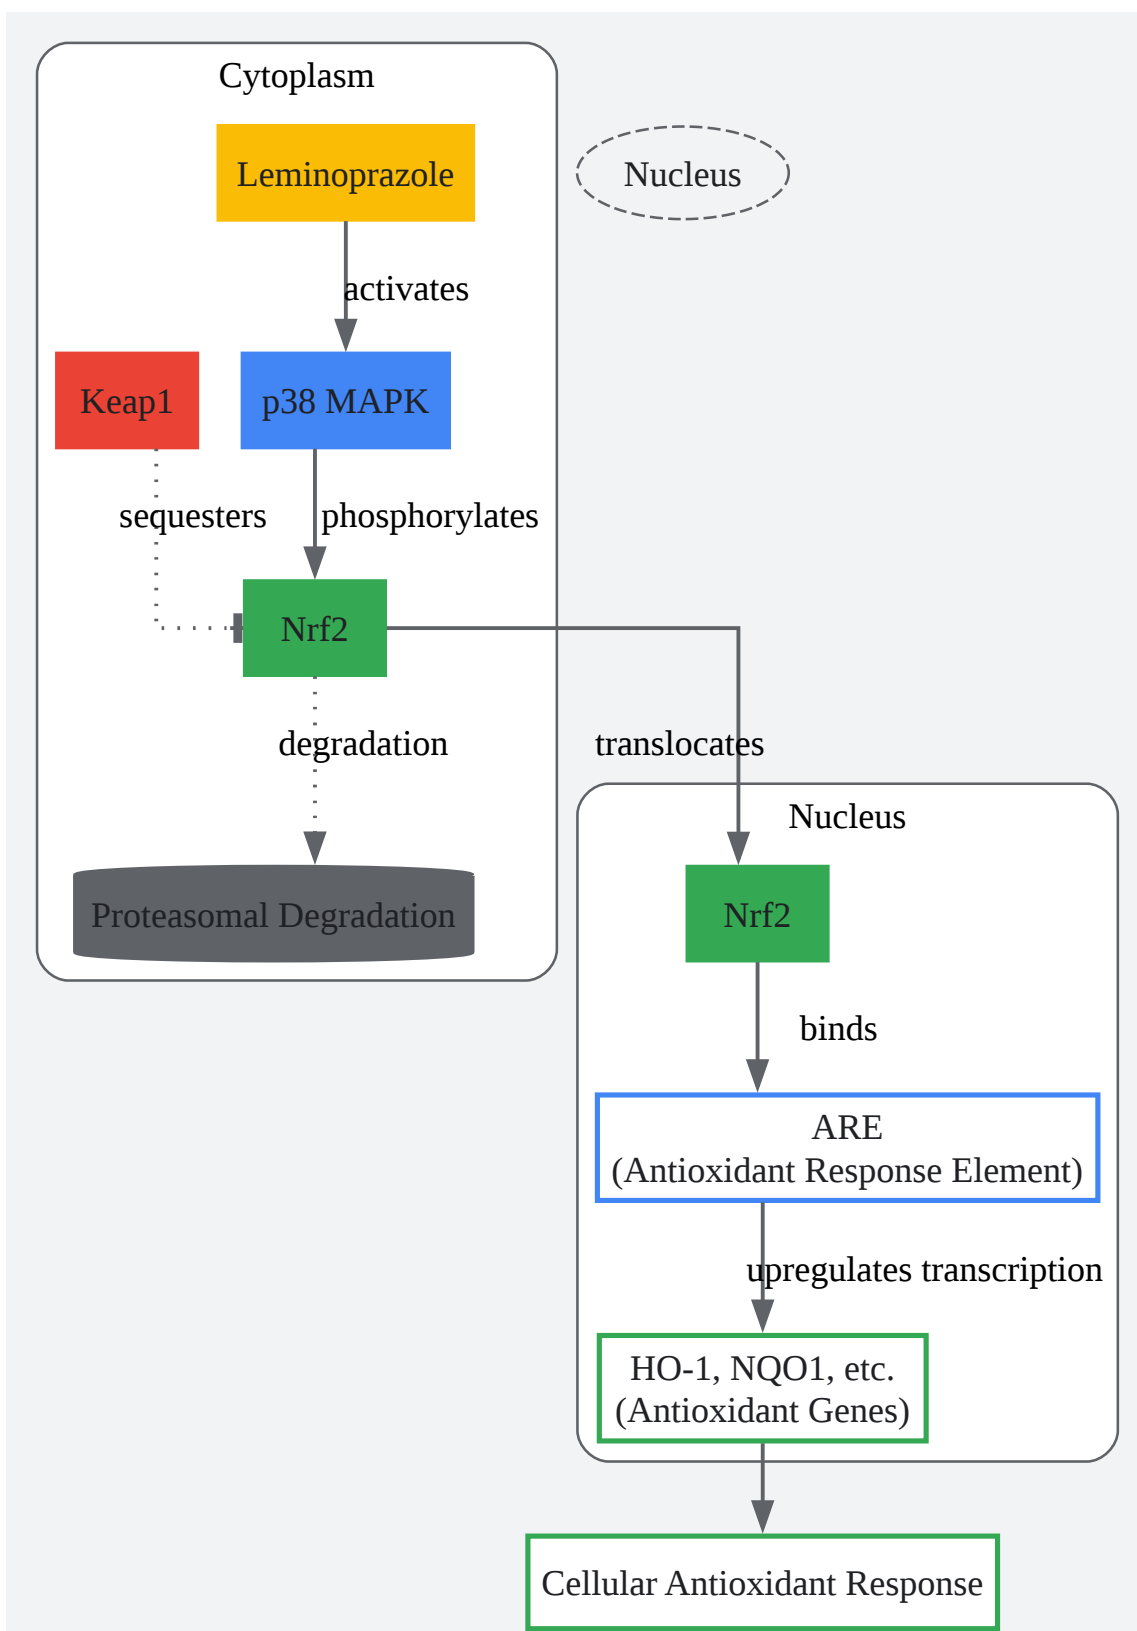 Cytoplasm
Leminoprazole
Nucleus
activates
Keap1
p38 MAPK
sequesters
phosphorylates
Nrf2
degradation
translocates
Nucleus
Proteasomal Degradation
Nrf2
binds
ARE
(Antioxidant Response Element)
upregulates transcription
HO-1, NQO1, etc.
(Antioxidant Genes)
Cellular Antioxidant Response